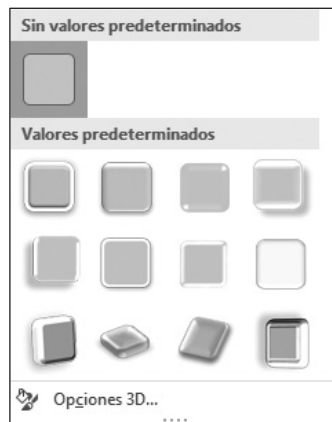 Sin valores predeterminados
Valores predeterminados
Opciones 3D...